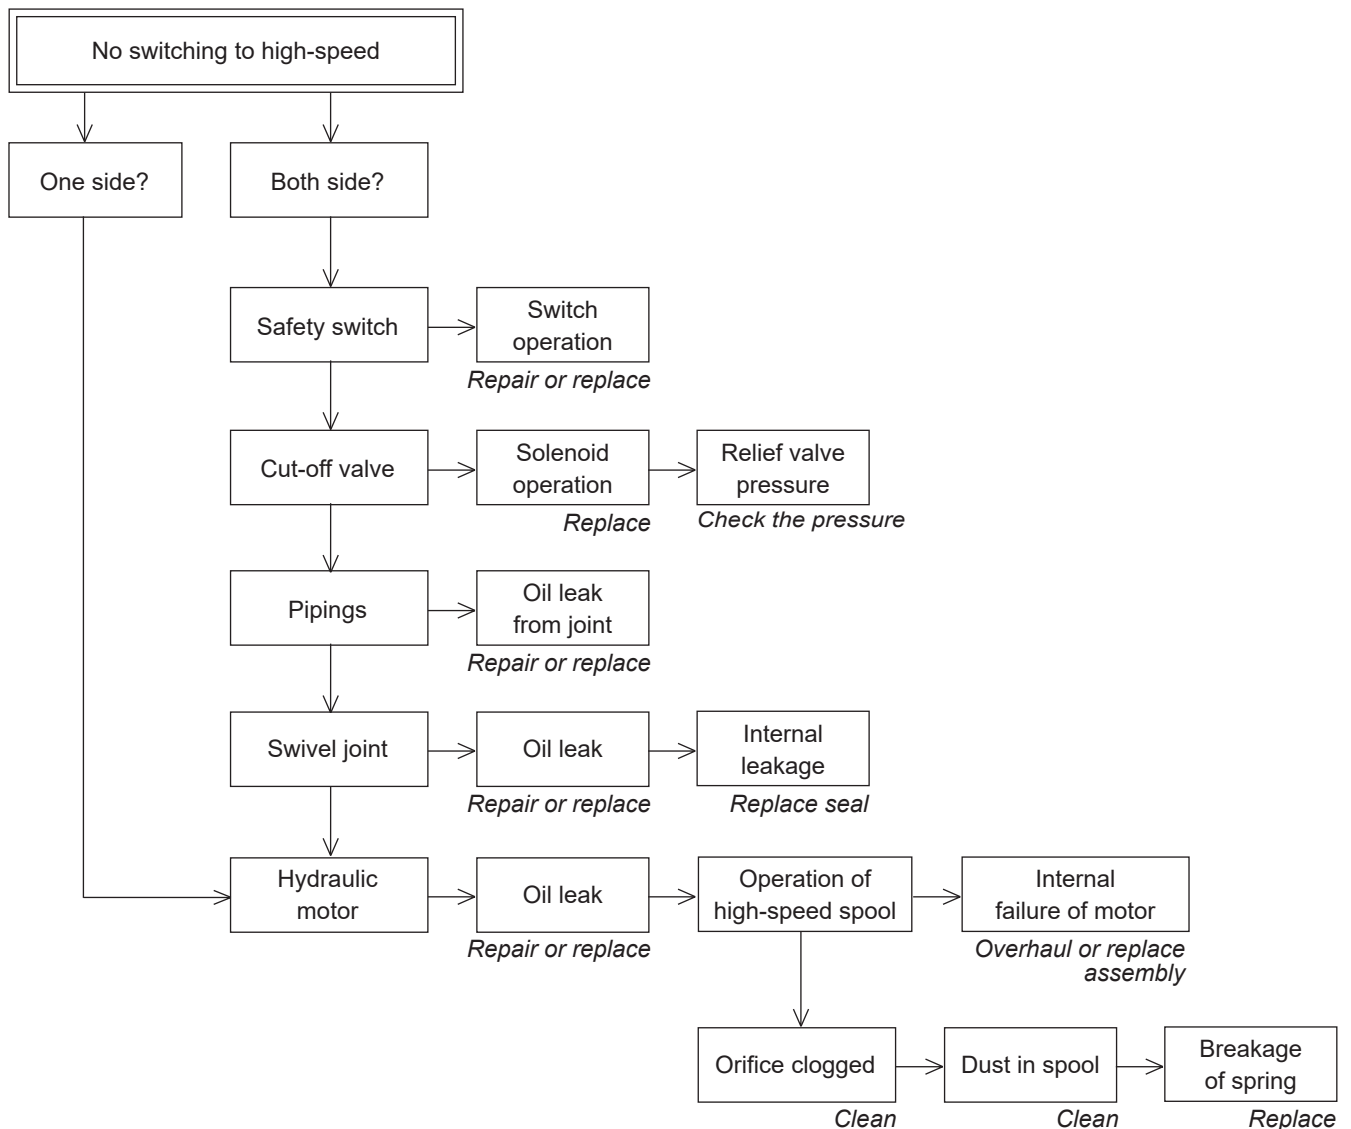 No switching to high-speed
One side?
Both side?
Safety switch
Switch
operation
Repair or replace
Cut-off valve
Solenoid
operation
Replace
Relief valve
pressure
Check the pressure
Pipings
Oil leak
from joint
Repair or replace
Swivel joint
Oil leak
Repair or replace
Internal
leakage
Replace seal
Hydraulic
motor
Oil leak
Repair or replace
Operation of
high-speed spool
Internal
failure of motor
Overhaul or replace
assembly
Orifice clogged
Clean
Dust in spool
Clean
Breakage
of spring
Replace